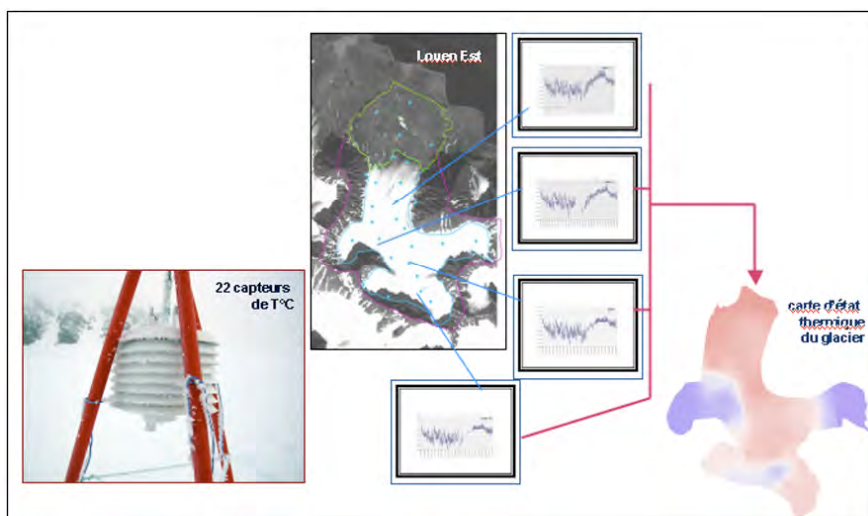 Loven Est
22 capteurs
de T°C
carte d'état
thermique
du glacier